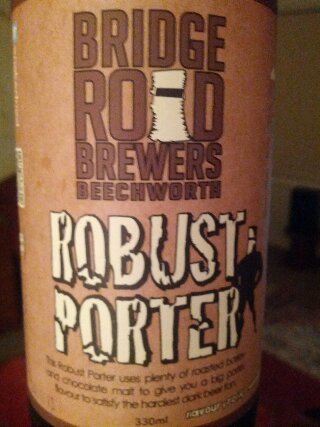 BRIDGE
ROAD
BREWERS
BEECHWORTH
ROBUST
PORTER
This Robust Porter uses plenty of roasted barley
and chocolate malt to give you a big porter
flavour to satisfy the hardiest dark beer fan.
flavour
330ml